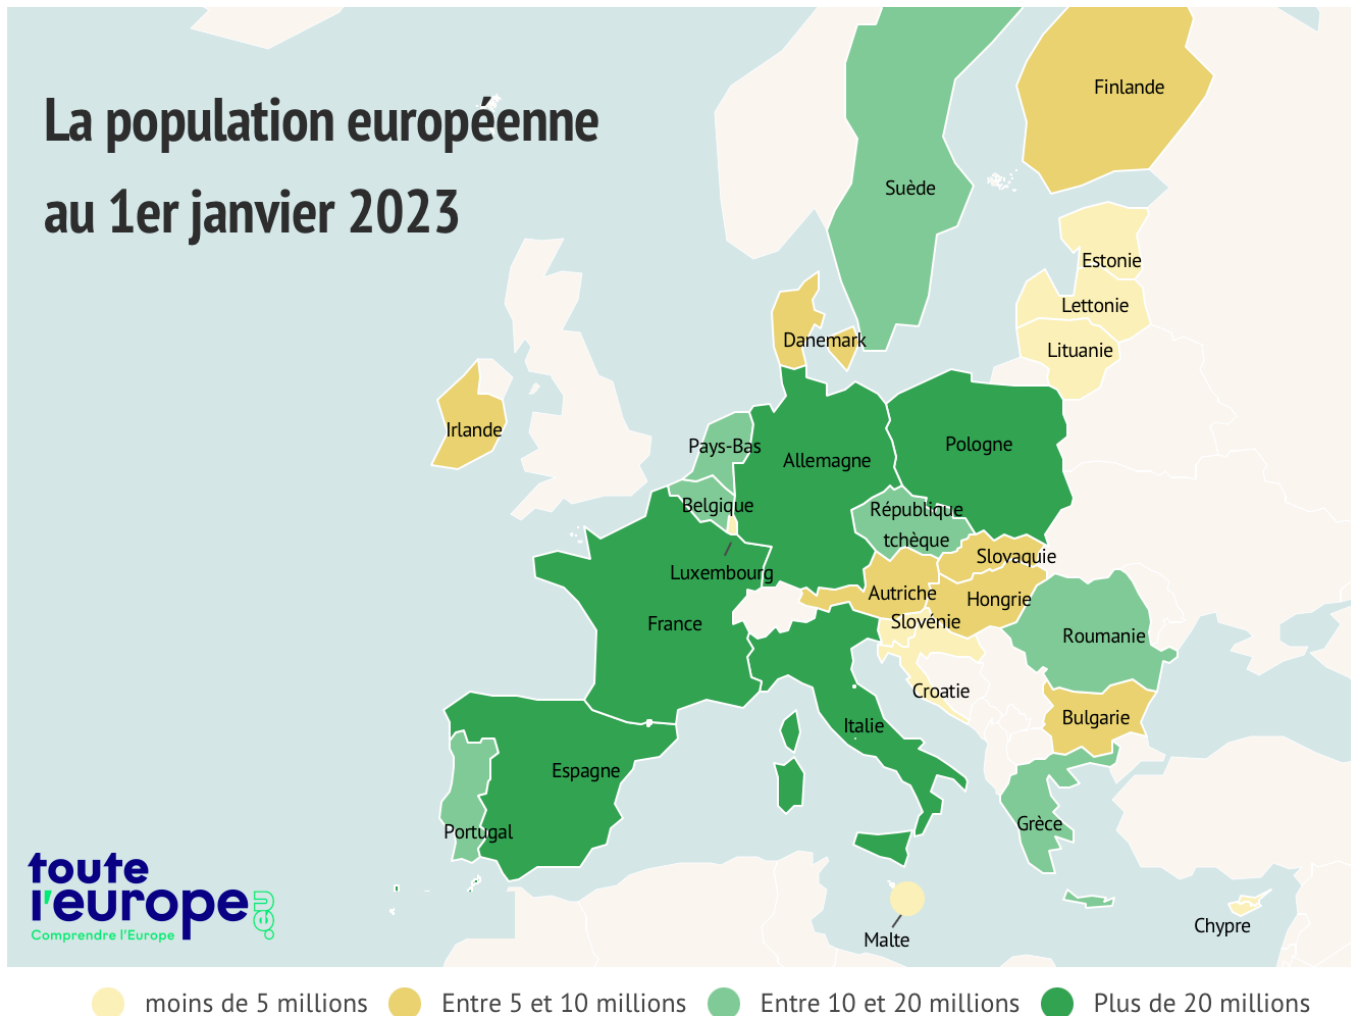 La population européenne
au 1er janvier 2023
Finlande
Suède
Estonie
Lettonie
Danemark
Lituanie
Irlande
Pays-Bas
Allemagne
Pologne
Belgique
République
tchèque
Slovaquie
Luxembourg
Autriche
Hongrie
France
Slovénie
Roumanie
Croatie
Bulgarie
Italie
Espagne
Grèce
Portugal
Malte
Chypre
toute
l'europe.eu
Comprendre l'Europe
moins de 5 millions
Entre 5 et 10 millions
Entre 10 et 20 millions
Plus de 20 millions